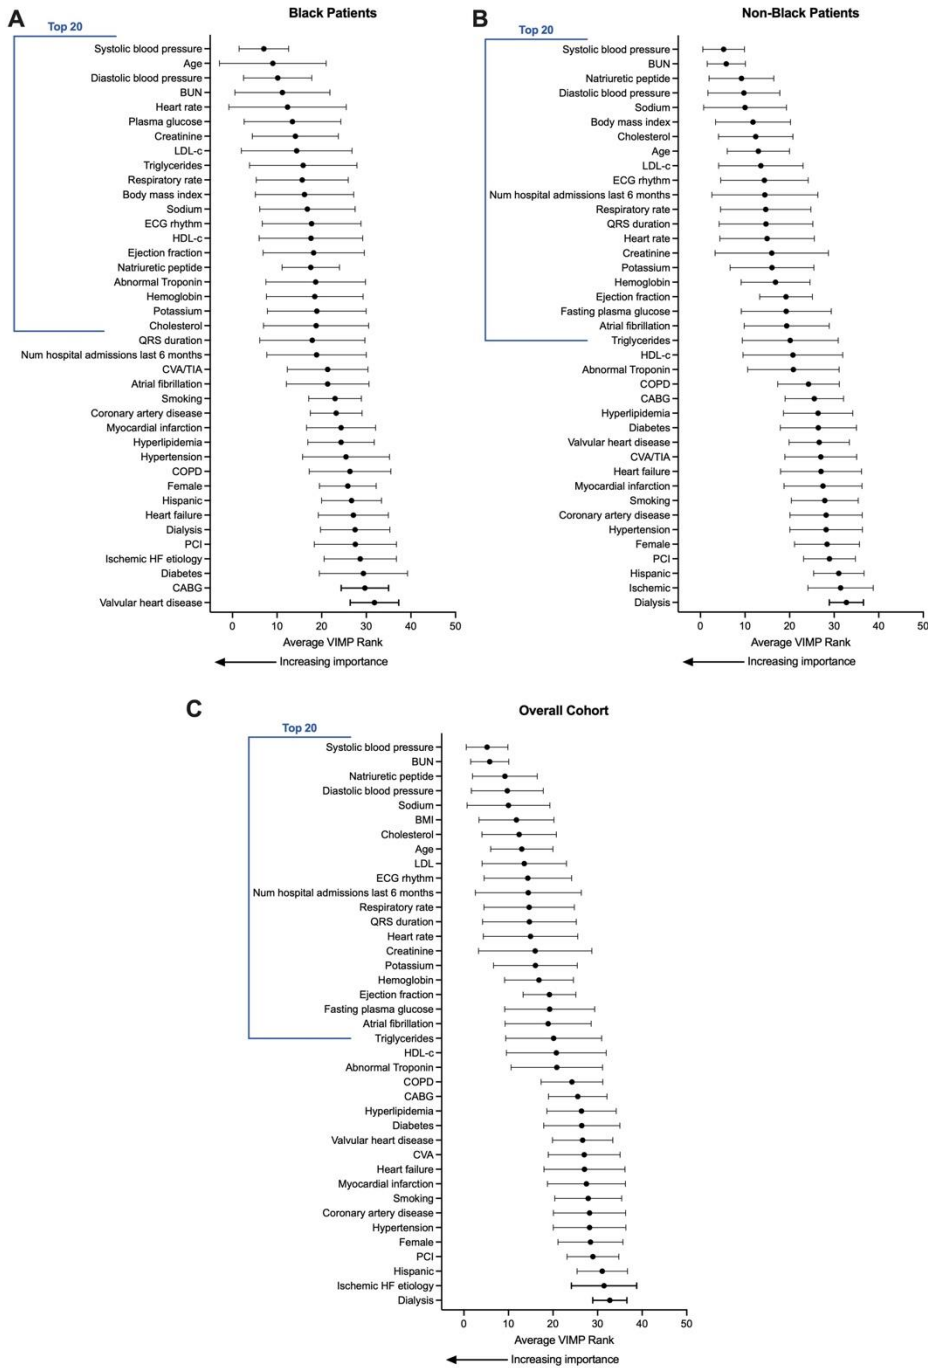 A
Black Patients
Top 20
Systolic blood pressure
Age
Diastolic blood pressure
BUN
Heart rate
Plasma glucose
Creatinine
LDL-c
Triglycerides
Respiratory rate
Body mass index
Sodium
ECG rhythm
HDL-c
Ejection fraction
Natriuretic peptide
Abnormal Troponin
Hemoglobin
Potassium
Cholesterol
QRS duration
Num hospital admissions last 6 months
CVA/TIA
Atrial fibrillation
Smoking
Coronary artery disease
Myocardial infarction
Hyperlipidemia
Hypertension
COPD
Female
Hispanic
Heart failure
Dialysis
PCI
Ischemic HF etiology
Diabetes
CABG
Valvular heart disease
0 10 20 30 40 50
Average VIMP Rank
Increasing importance
B
Non-Black Patients
Top 20
Systolic blood pressure
BUN
Natriuretic peptide
Diastolic blood pressure
Sodium
Body mass index
Cholesterol
Age
LDL-c
ECG rhythm
Num hospital admissions last 6 months
Respiratory rate
QRS duration
Heart rate
Creatinine
Potassium
Hemoglobin
Ejection fraction
Fasting plasma glucose
Atrial fibrillation
Triglycerides
HDL-c
Abnormal Troponin
COPD
CABG
Hyperlipidemia
Diabetes
Valvular heart disease
CVA/TIA
Heart failure
Myocardial infarction
Smoking
Coronary artery disease
Hypertension
Female
PCI
Hispanic
Ischemic
Dialysis
0 10 20 30 40 50
Average VIMP Rank
Increasing importance
C
Overall Cohort
Top 20
Systolic blood pressure
BUN
Natriuretic peptide
Diastolic blood pressure
Sodium
BMI
Cholesterol
Age
LDL
ECG rhythm
Num hospital admissions last 6 months
Respiratory rate
QRS duration
Heart rate
Creatinine
Potassium
Hemoglobin
Ejection fraction
Fasting plasma glucose
Atrial fibrillation
Triglycerides
HDL-c
Abnormal Troponin
COPD
CABG
Hyperlipidemia
Diabetes
Valvular heart disease
CVA
Heart failure
Myocardial infarction
Smoking
Coronary artery disease
Hypertension
Female
PCI
Hispanic
Ischemic HF etiology
Dialysis
0 10 20 30 40 50
Average VIMP Rank
Increasing importance